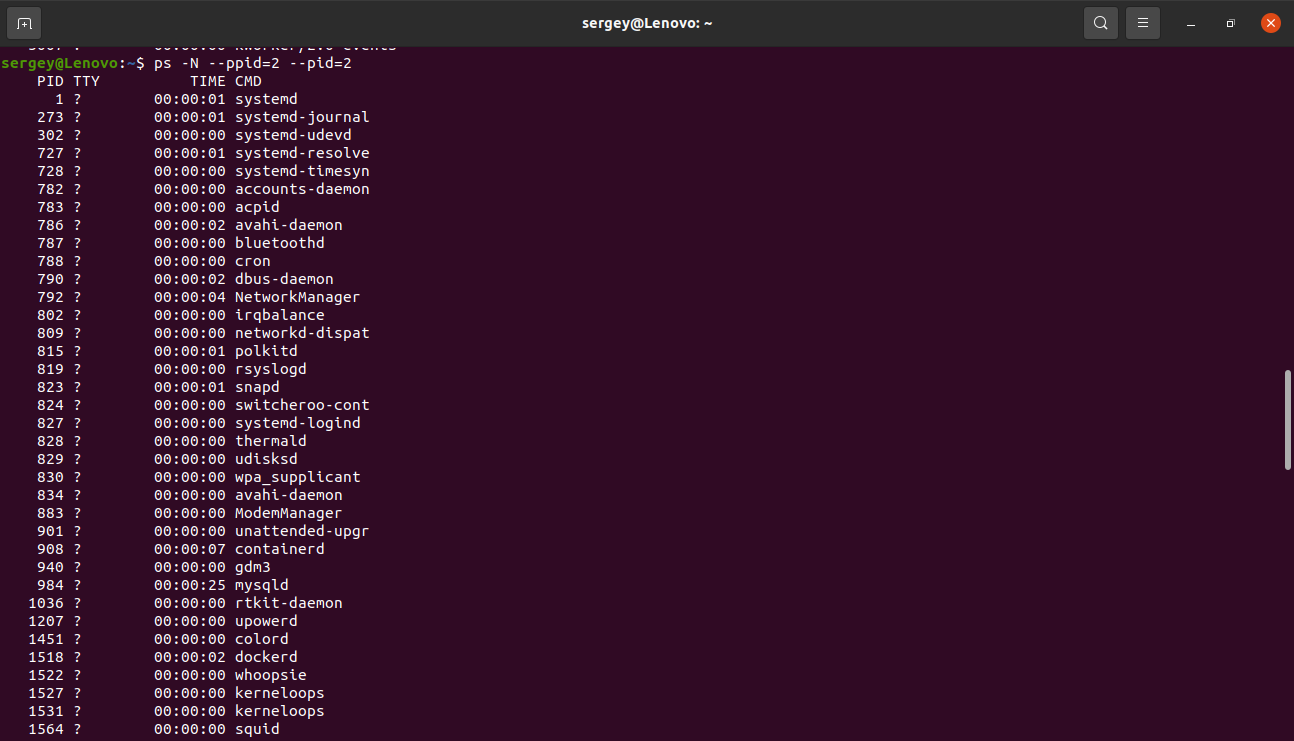 sergey@Lenovo: ~
sergey@Lenovo:~$ ps -N --ppid=2 --pid=2
    PID TTY          TIME CMD
      1 ?        00:00:01 systemd
    273 ?        00:00:01 systemd-journal
    302 ?        00:00:00 systemd-udevd
    727 ?        00:00:01 systemd-resolve
    728 ?        00:00:00 systemd-timesyn
    782 ?        00:00:00 accounts-daemon
    783 ?        00:00:00 acpid
    786 ?        00:00:02 avahi-daemon
    787 ?        00:00:00 bluetoothd
    788 ?        00:00:00 cron
    790 ?        00:00:02 dbus-daemon
    792 ?        00:00:04 NetworkManager
    802 ?        00:00:00 irqbalance
    809 ?        00:00:00 networkd-dispat
    815 ?        00:00:01 polkitd
    819 ?        00:00:00 rsyslogd
    823 ?        00:00:01 snapd
    824 ?        00:00:00 switcheroo-cont
    827 ?        00:00:00 systemd-logind
    828 ?        00:00:00 thermald
    829 ?        00:00:00 udisksd
    830 ?        00:00:00 wpa_supplicant
    834 ?        00:00:00 avahi-daemon
    883 ?        00:00:00 ModemManager
    901 ?        00:00:00 unattended-upgr
    908 ?        00:00:07 containerd
    940 ?        00:00:00 gdm3
    984 ?        00:00:25 mysqld
   1036 ?        00:00:00 rtkit-daemon
   1207 ?        00:00:00 upowerd
   1451 ?        00:00:00 colord
   1518 ?        00:00:02 dockerd
   1522 ?        00:00:00 whoopsie
   1527 ?        00:00:00 kerneloops
   1531 ?        00:00:00 kerneloops
   1564 ?        00:00:00 squid